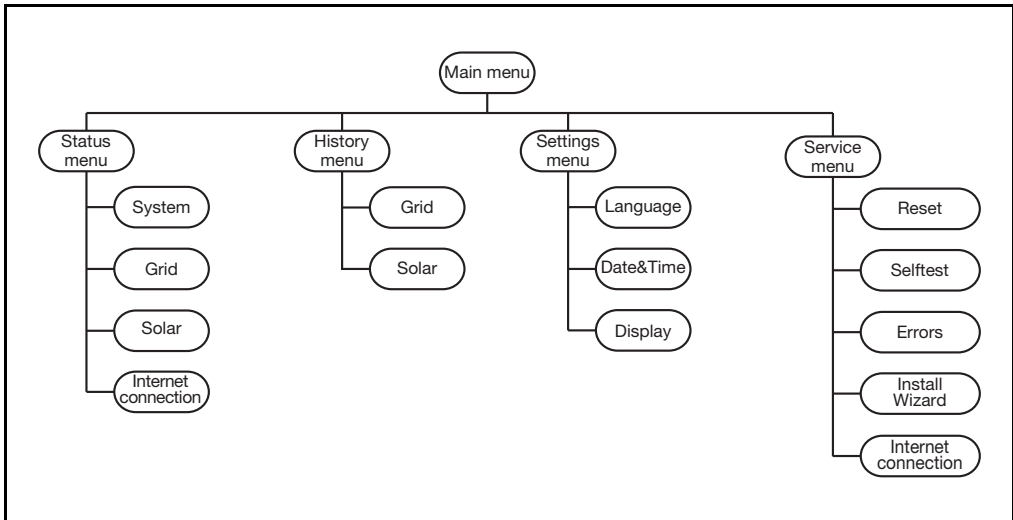 Main menu
Status
menu
System
Grid
Solar
Internet
connection
History
menu
Grid
Solar
Settings
menu
Language
Date&Time
Display
Service
menu
Reset
Selftest
Errors
Install
Wizard
Internet
connection